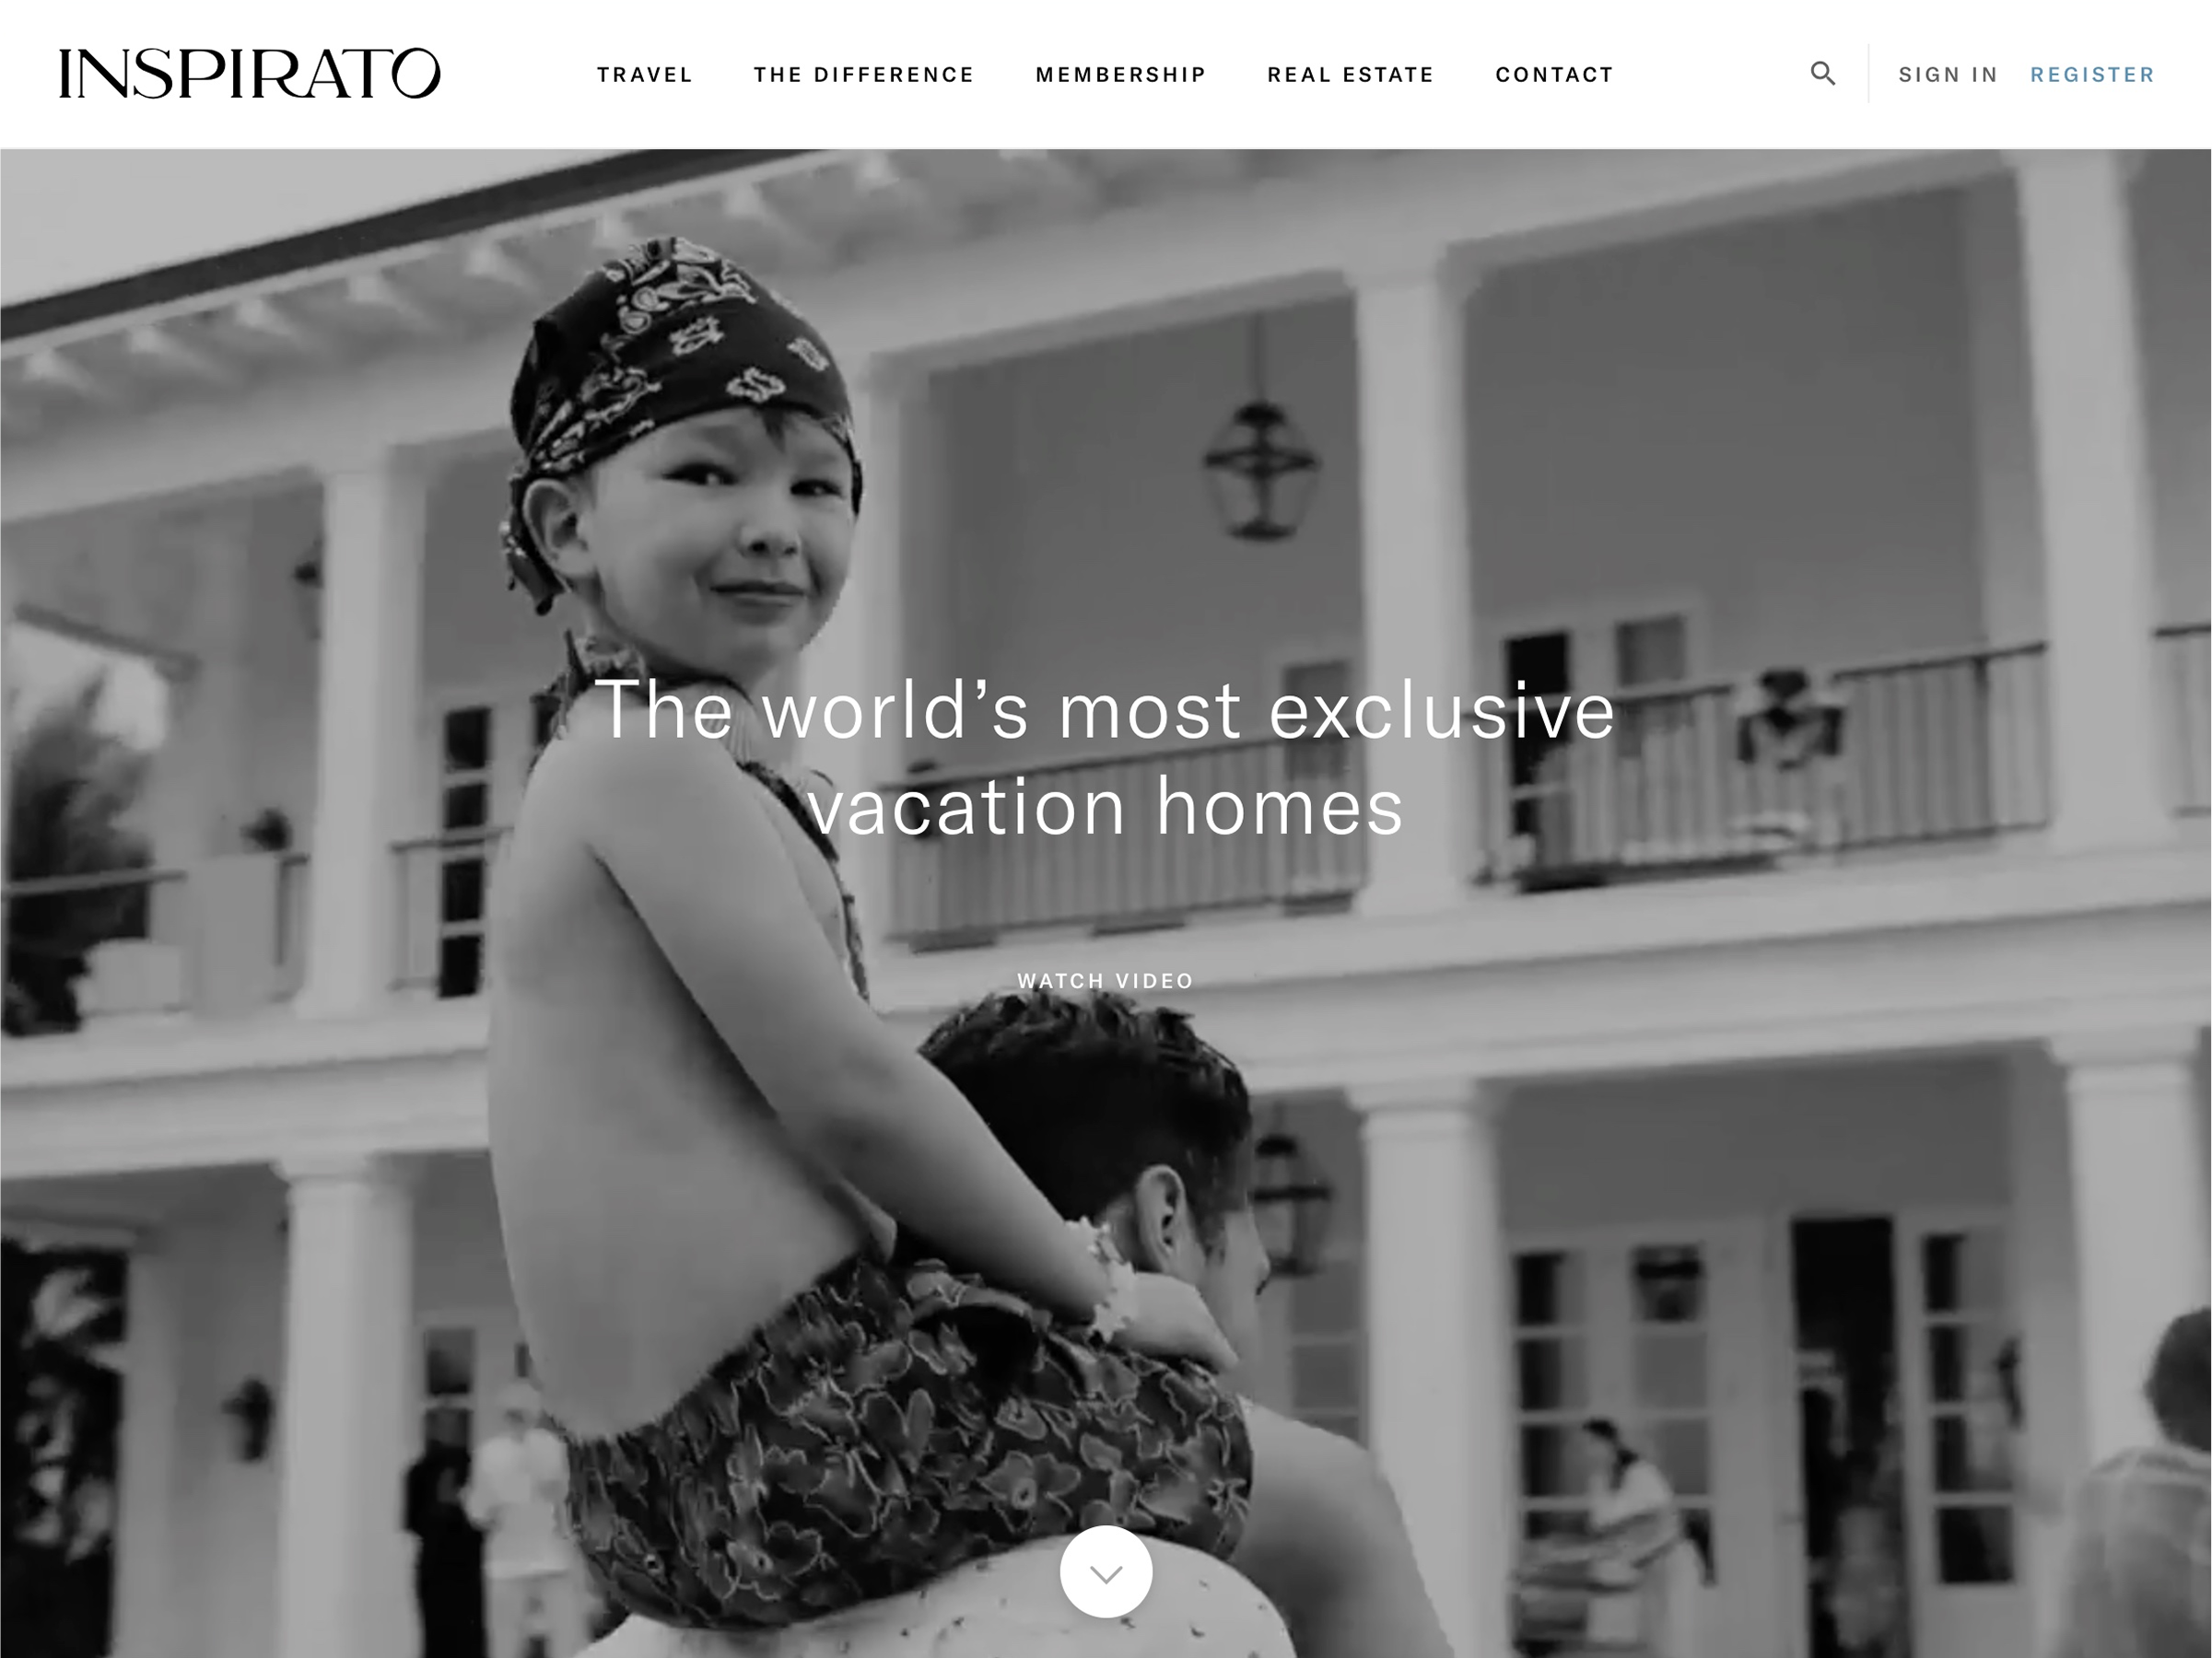 INSPIRATO
TRAVEL
THE DIFFERENCE
MEMBERSHIP
REAL ESTATE
CONTACT
SIGN IN
REGISTER
The world’s most exclusive
vacation homes
WATCH VIDEO